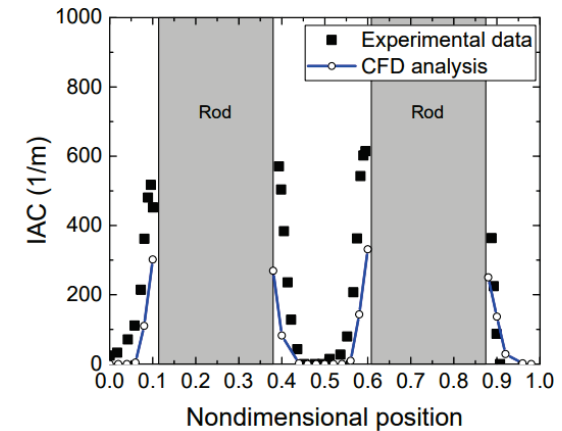 1000
Experimental data
CFD analysis
800
Rod
Rod
600
IAC (1/m)
400
200
0
0.0 0.1 0.2 0.3 0.4 0.5 0.6 0.7 0.8 0.9 1.0
Nondimensional position